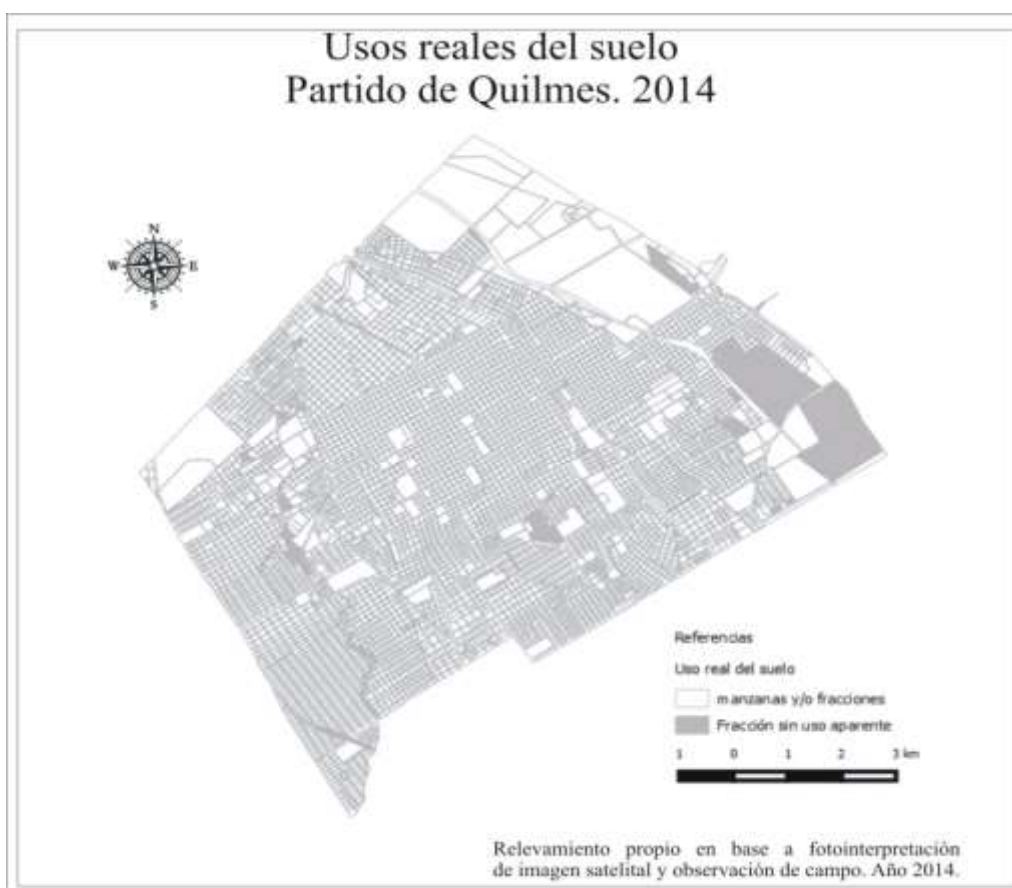 Usos reales del suelo
Partido de Quilmes. 2014
N
W E
S
Referencias
Uso real del suelo
manzanas y/o fracciones
Fracción sin uso aparente
1 0 1 2 3 km
Relevamiento propio en base a fotointerpretación
de imagen satelital y observación de campo. Año 2014.